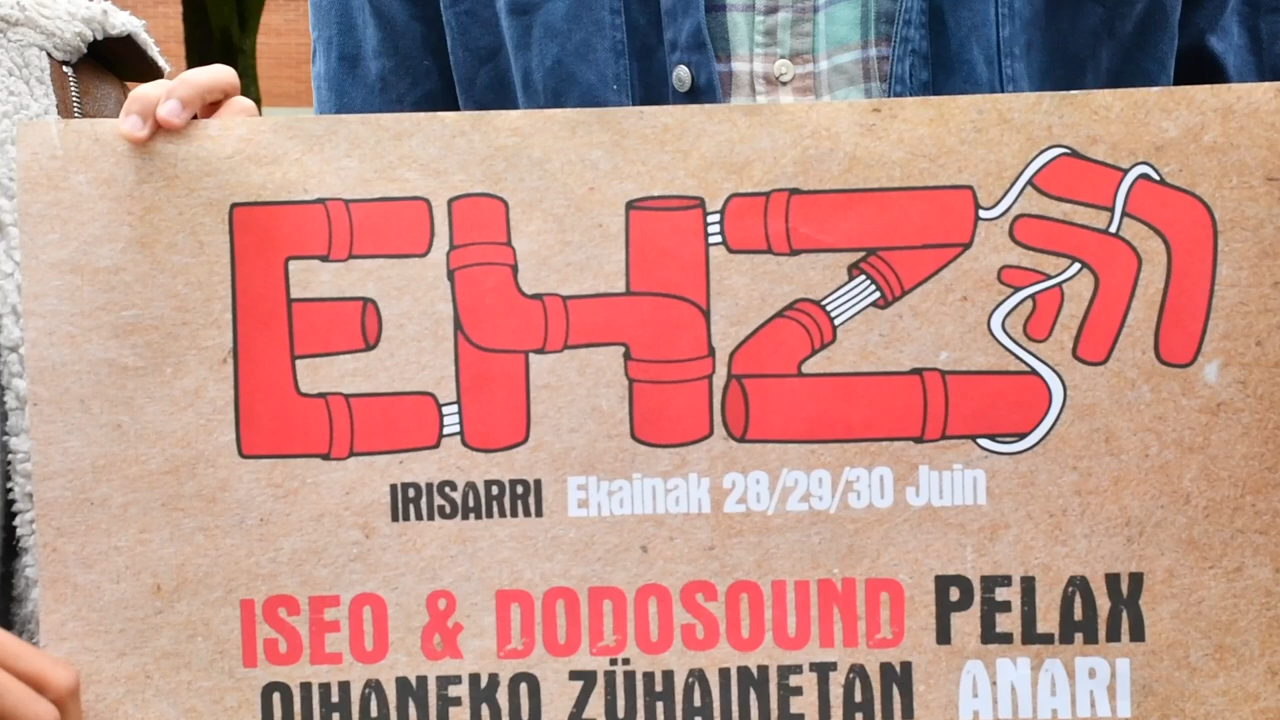 EHZ
IRISARRI Ekainak 28/29/30 Juin
ISEO & DODOSOUND PELAX
OIHANEKO ZÜHAINETAN ANARI